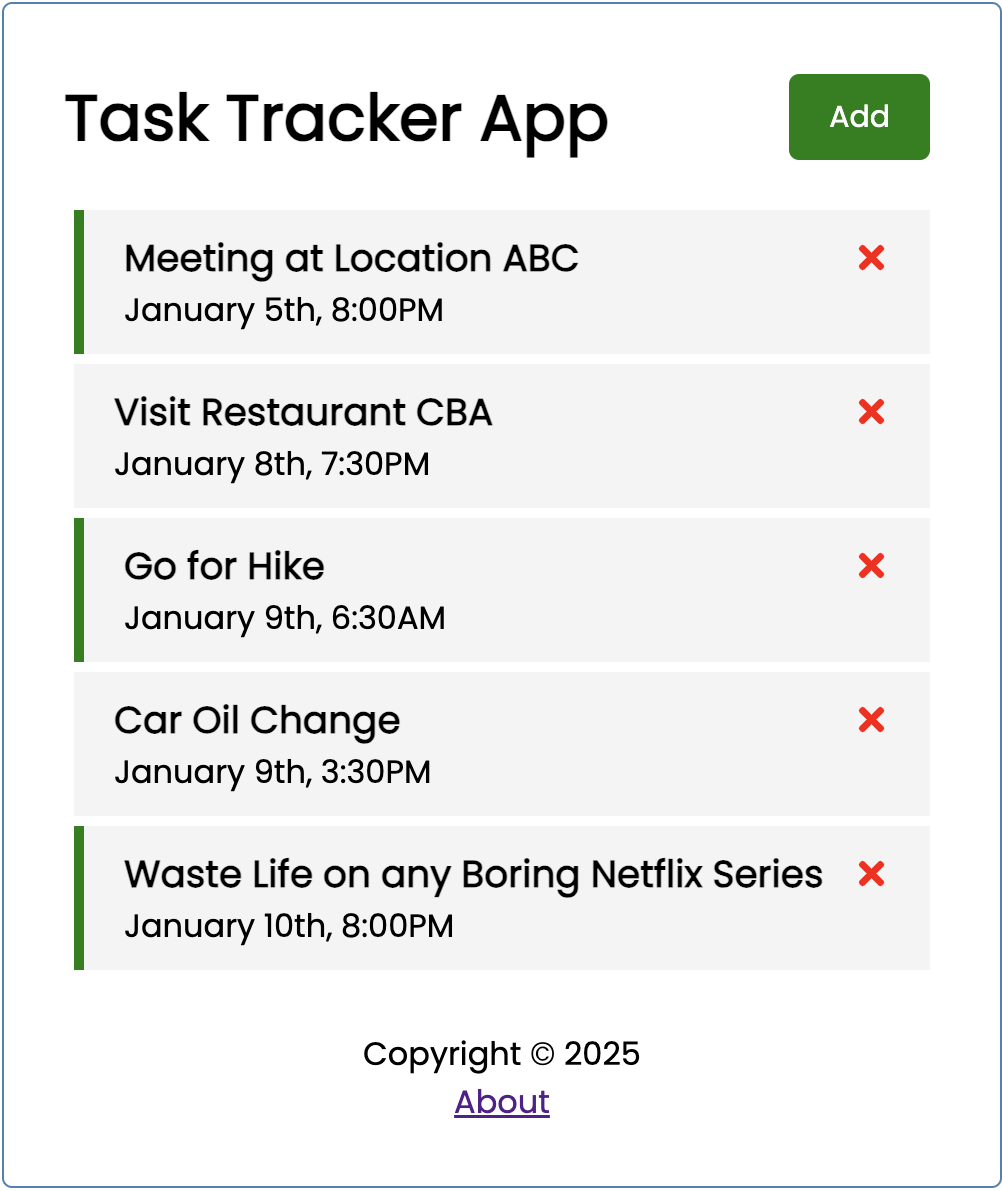 Task Tracker App
Add
Meeting at Location ABC
January 5th, 8:00PM
Visit Restaurant CBA
January 8th, 7:30PM
Go for Hike
January 9th, 6:30AM
Car Oil Change
January 9th, 3:30PM
Waste Life on any Boring Netflix Series
January 10th, 8:00PM
Copyright © 2025
About